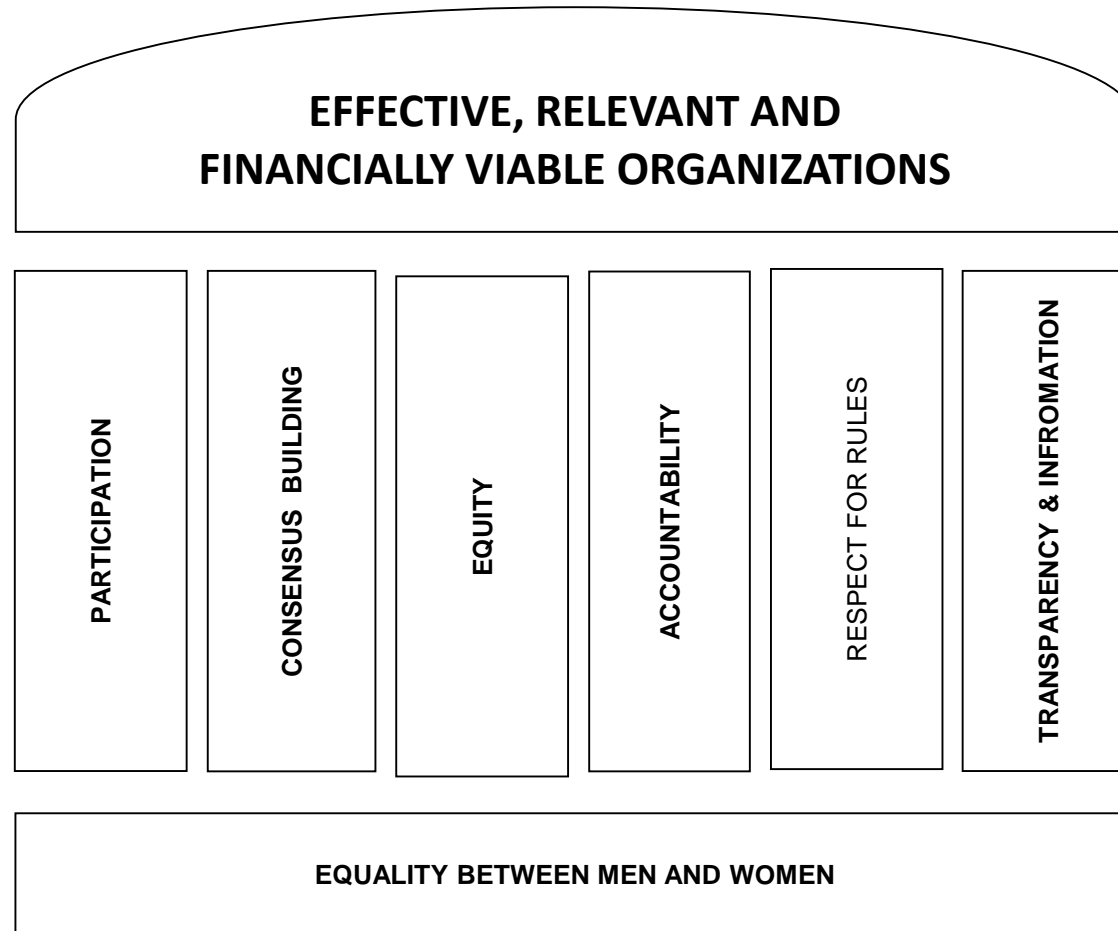 EFFECTIVE, RELEVANT AND
FINANCIALLY VIABLE ORGANIZATIONS
PARTICIPATION
CONSENSUS BUILDING
EQUITY
ACCOUNTABILITY
RESPECT FOR RULES
TRANSPARENCY & INFROMATION
EQUALITY BETWEEN MEN AND WOMEN